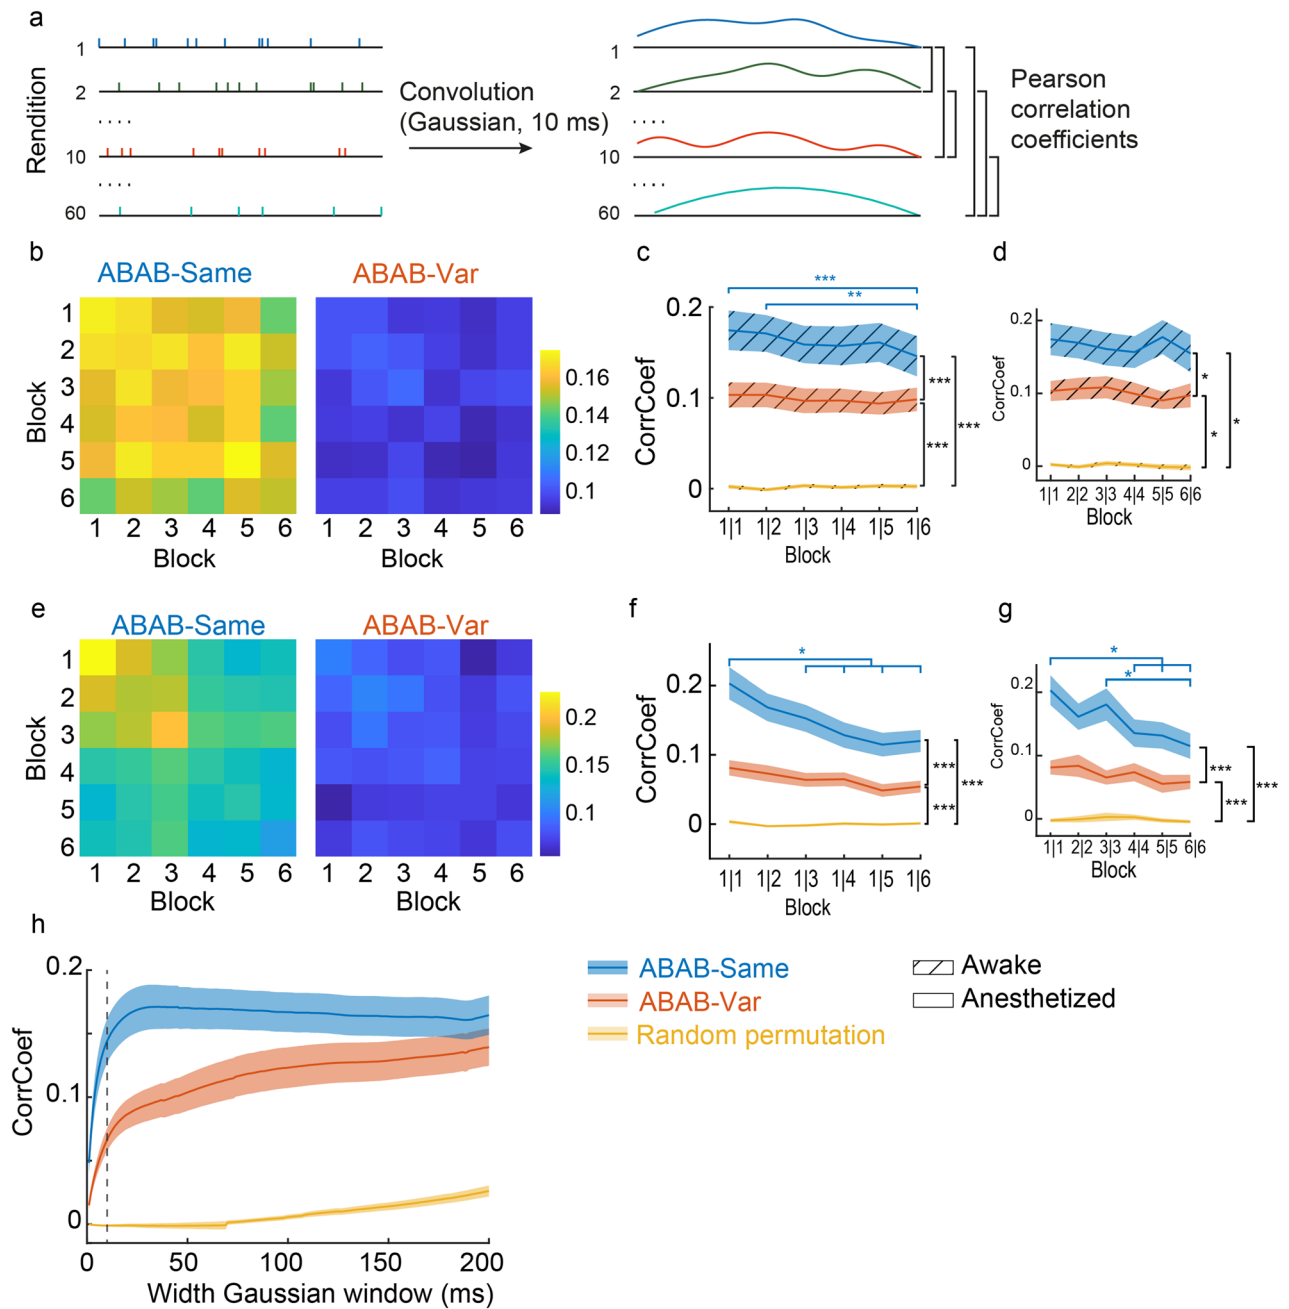 a
Rendition
1
2
10
60
Convolution
(Gaussian, 10 ms)
1
2
10
60
Pearson
correlation
coefficients
b
ABAB-Same
ABAB-Var
Block
1
2
3
4
5
6
1 2 3 4 5 6
Block
1 2 3 4 5 6
Block
0.16
0.14
0.12
0.1
c
CorrCoef
0.2
0.1
0
***
**
***
***
***
1|1 1|2 1|3 1|4 1|5 1|6
Block
d
CorrCoef
0.2
0.1
0
*
*
*
1|1 2|2 3|3 4|4 5|5 6|6
Block
e
ABAB-Same
ABAB-Var
Block
1
2
3
4
5
6
1 2 3 4 5 6
Block
1 2 3 4 5 6
Block
0.2
0.15
0.1
f
CorrCoef
0.2
0.1
0
*
***
***
***
1|1 1|2 1|3 1|4 1|5 1|6
Block
g
CorrCoef
0.2
0.1
0
*
*
***
***
***
1|1 2|2 3|3 4|4 5|5 6|6
Block
h
CorrCoef
0.2
0.1
0
0 50 100 150 200
Width Gaussian window (ms)
ABAB-Same
ABAB-Var
Random permutation
Awake
Anesthetized